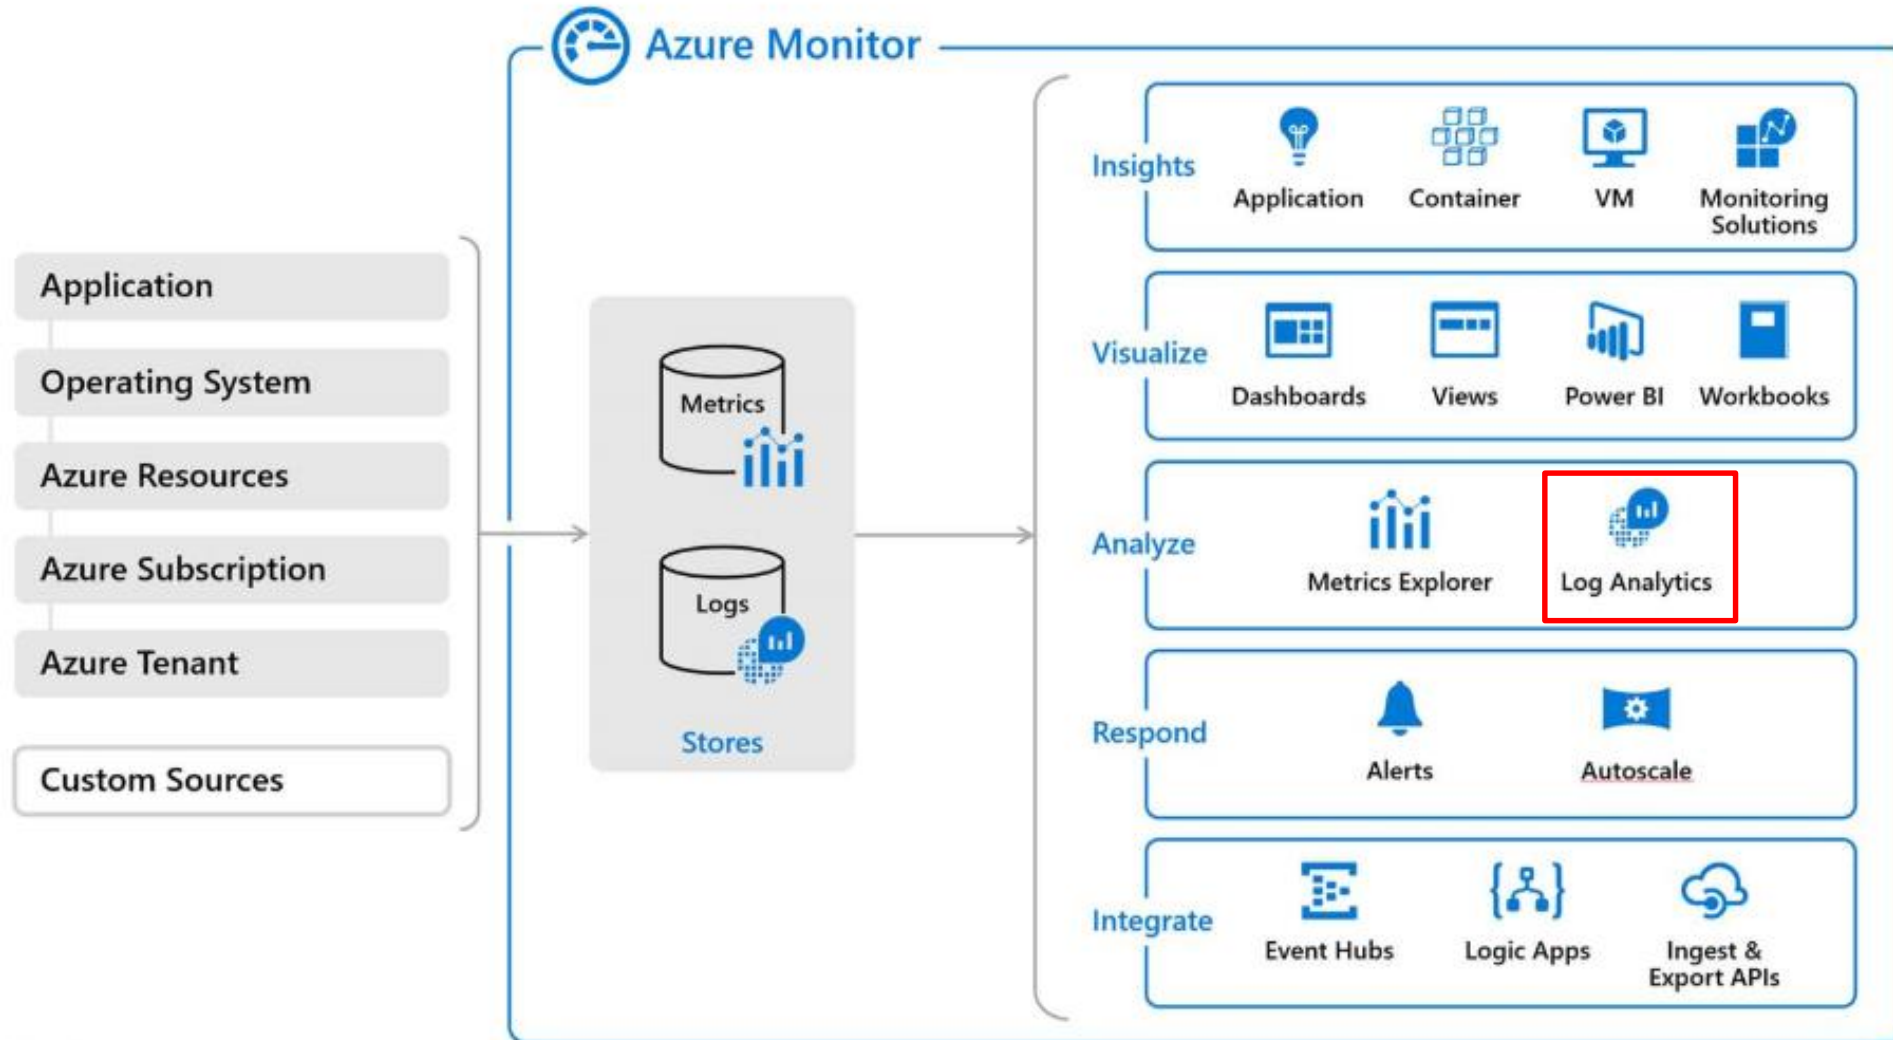 Azure Monitor
Application
Operating System
Azure Resources
Azure Subscription
Azure Tenant
Custom Sources
Metrics
Logs
Stores
Insights
Application
Container
VM
Monitoring
Solutions
Visualize
Dashboards
Views
Power BI
Workbooks
Analyze
Metrics Explorer
Log Analytics
Respond
Alerts
Autoscale
Integrate
Event Hubs
Logic Apps
Ingest &
Export APIs